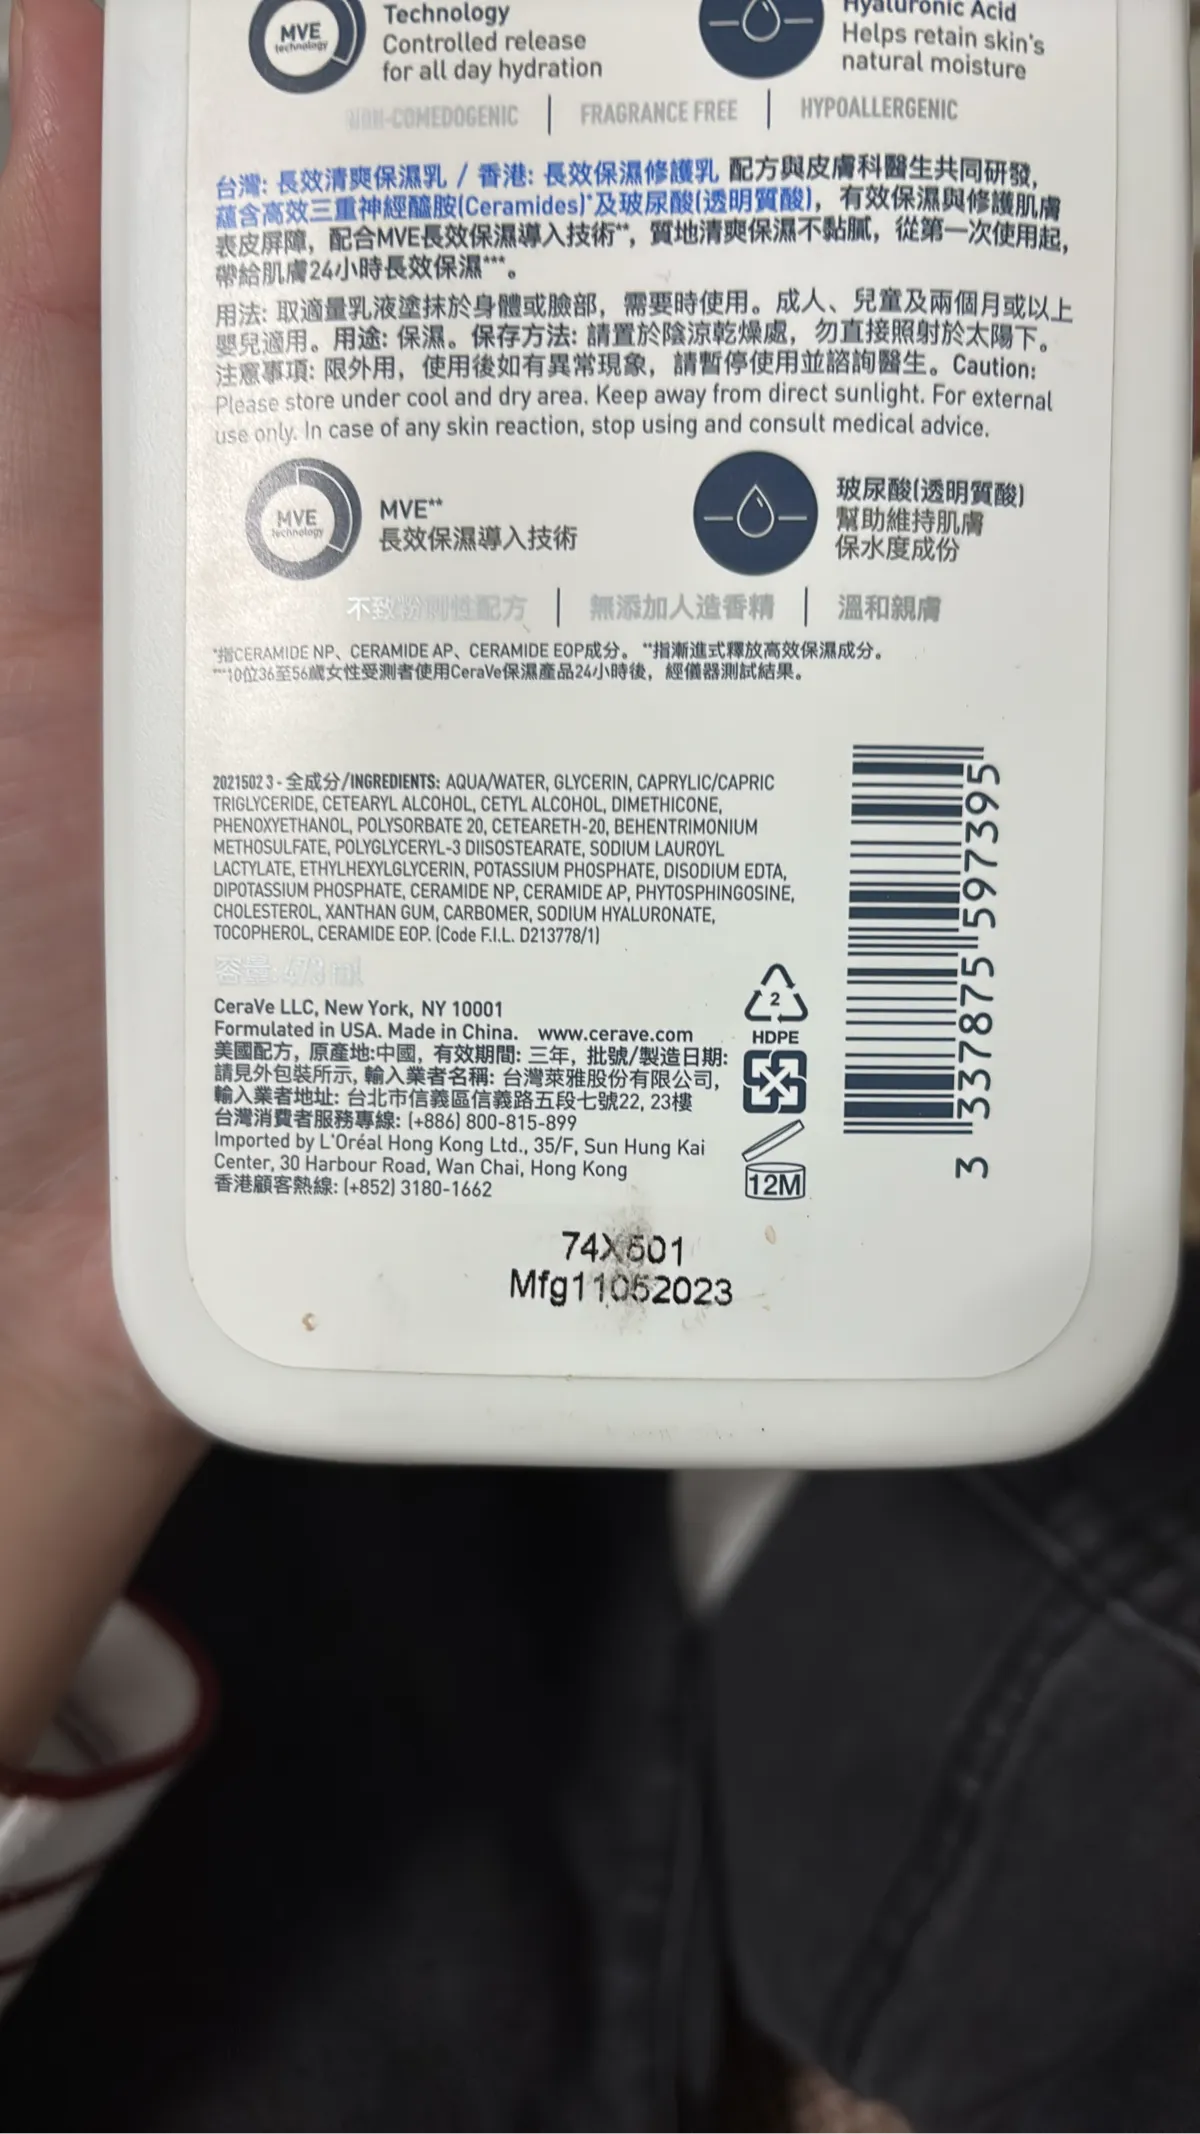 MVE
technology
Technology
Controlled release
for all day hydration
Hyaluronic Acid
Helps retain skin's
natural moisture
NON-COMEDOGENIC | FRAGRANCE FREE | HYPOALLERGENIC
台灣: 長效清爽保濕乳 / 香港: 長效保濕修護乳 配方與皮膚科醫生共同研發,
蘊含高效三重神經醯胺(Ceramides)*及玻尿酸(透明質酸), 有效保濕與修護肌膚
表皮屏障, 配合MVE長效保濕導入技術**, 質地清爽保濕不黏膩, 從第一次使用起,
帶給肌膚24小時長效保濕***。
用法: 取適量乳液塗抹於身體或臉部, 需要時使用。成人、兒童及兩個月或以上
嬰兒適用。用途: 保濕。保存方法: 請置於陰涼乾燥處, 勿直接照射於太陽下。
注意事項: 限外用, 使用後如有異常現象, 請暫停使用並諮詢醫生。Caution:
Please store under cool and dry area. Keep away from direct sunlight. For external
use only. In case of any skin reaction, stop using and consult medical advice.
MVE
technology
MVE**
長效保濕導入技術
玻尿酸(透明質酸)
幫助維持肌膚
保水度成份
不致粉刺性配方 | 無添加人造香精 | 溫和親膚
*指CERAMIDE NP、CERAMIDE AP、CERAMIDE EOP成分。 **指漸進式釋放高效保濕成分。
***10位36至56歲女性受測者使用CeraVe保濕產品24小時後, 經儀器測試結果。
2021502 3 - 全成分/INGREDIENTS: AQUA/WATER, GLYCERIN, CAPRYLIC/CAPRIC
TRIGLYCERIDE, CETEARYL ALCOHOL, CETYL ALCOHOL, DIMETHICONE,
PHENOXYETHANOL, POLYSORBATE 20, CETEARETH-20, BEHENTRIMONIUM
METHOSULFATE, POLYGLYCERYL-3 DIISOSTEARATE, SODIUM LAUROYL
LACTYLATE, ETHYLHEXYLGLYCERIN, POTASSIUM PHOSPHATE, DISODIUM EDTA,
DIPOTASSIUM PHOSPHATE, CERAMIDE NP, CERAMIDE AP, PHYTOSPHINGOSINE,
CHOLESTEROL, XANTHAN GUM, CARBOMER, SODIUM HYALURONATE,
TOCOPHEROL, CERAMIDE EOP. (Code F.I.L. D213778/1)
容量: 473 ml
CeraVe LLC, New York, NY 10001
Formulated in USA. Made in China. www.cerave.com
美國配方, 原產地:中國, 有效期間: 三年, 批號/製造日期:
請見外包裝所示, 輸入業者名稱: 台灣萊雅股份有限公司,
輸入業者地址: 台北市信義區信義路五段七號22, 23樓
台灣消費者服務專線: (+886) 800-815-899
Imported by L'Oréal Hong Kong Ltd., 35/F, Sun Hung Kai
Center, 30 Harbour Road, Wan Chai, Hong Kong
香港顧客熱線: (+852) 3180-1662
2
HDPE
12M
3 337875 597395
74X601
Mfg11052023